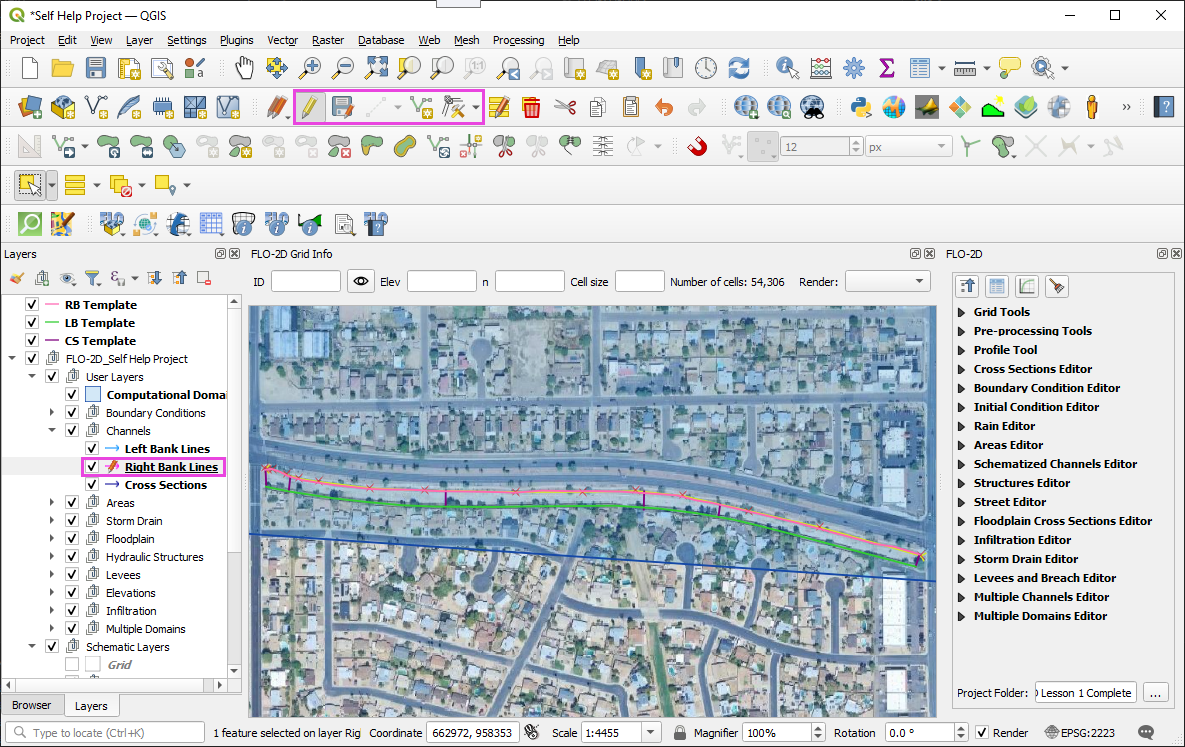 *Self Help Project — QGIS
Project Edit View Layer Settings Plugins Vector Raster Database Web Mesh Processing Help
1:1
12 px
»
Layers
FLO-2D Grid Info
FLO-2D
ID Elev n Cell size Number of cells: 54,306 Render:
RB Template
LB Template
CS Template
FLO-2D_Self Help Project
User Layers
Computational Domai
Boundary Conditions
Channels
Left Bank Lines
Right Bank Lines
Cross Sections
Areas
Storm Drain
Floodplain
Hydraulic Structures
Levees
Elevations
Infiltration
Multiple Domains
Schematic Layers
Grid
Grid Tools
Pre-processing Tools
Profile Tool
Cross Sections Editor
Boundary Condition Editor
Initial Condition Editor
Rain Editor
Areas Editor
Schematized Channels Editor
Structures Editor
Street Editor
Floodplain Cross Sections Editor
Infiltration Editor
Storm Drain Editor
Levees and Breach Editor
Multiple Channels Editor
Multiple Domains Editor
Project Folder: Lesson 1 Complete ...
Browser Layers
Type to locate (Ctrl+K) 1 feature selected on layer Rig Coordinate 662972, 958353 Scale 1:4455 Magnifier 100% Rotation 0.0 ° Render EPSG:2223